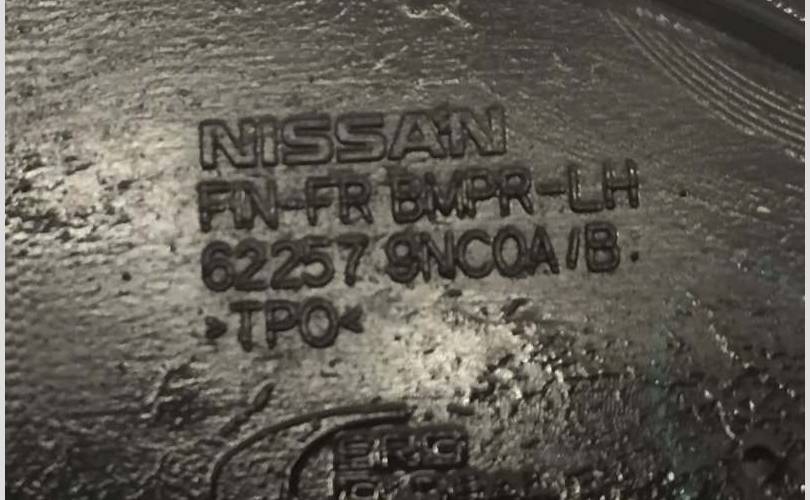 NISSAN
FIN-FR BMPR-LH
62257 9NC0A/B
>TPO<